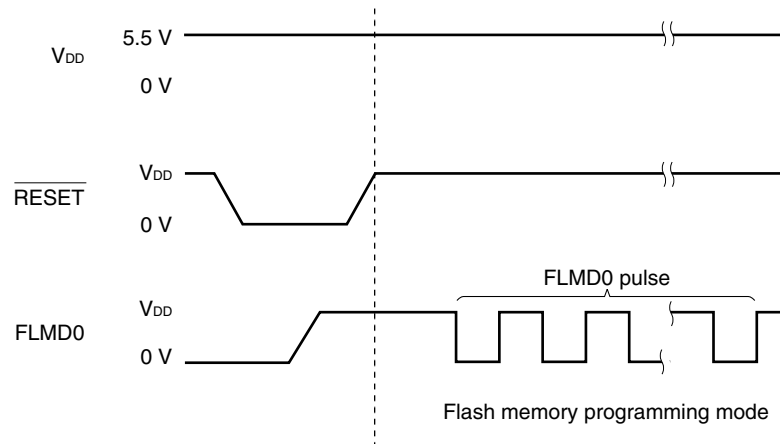 5.5 V
VDD
0 V
VDD
RESET
0 V
FLMD0 pulse
VDD
FLMD0
0 V
Flash memory programming mode